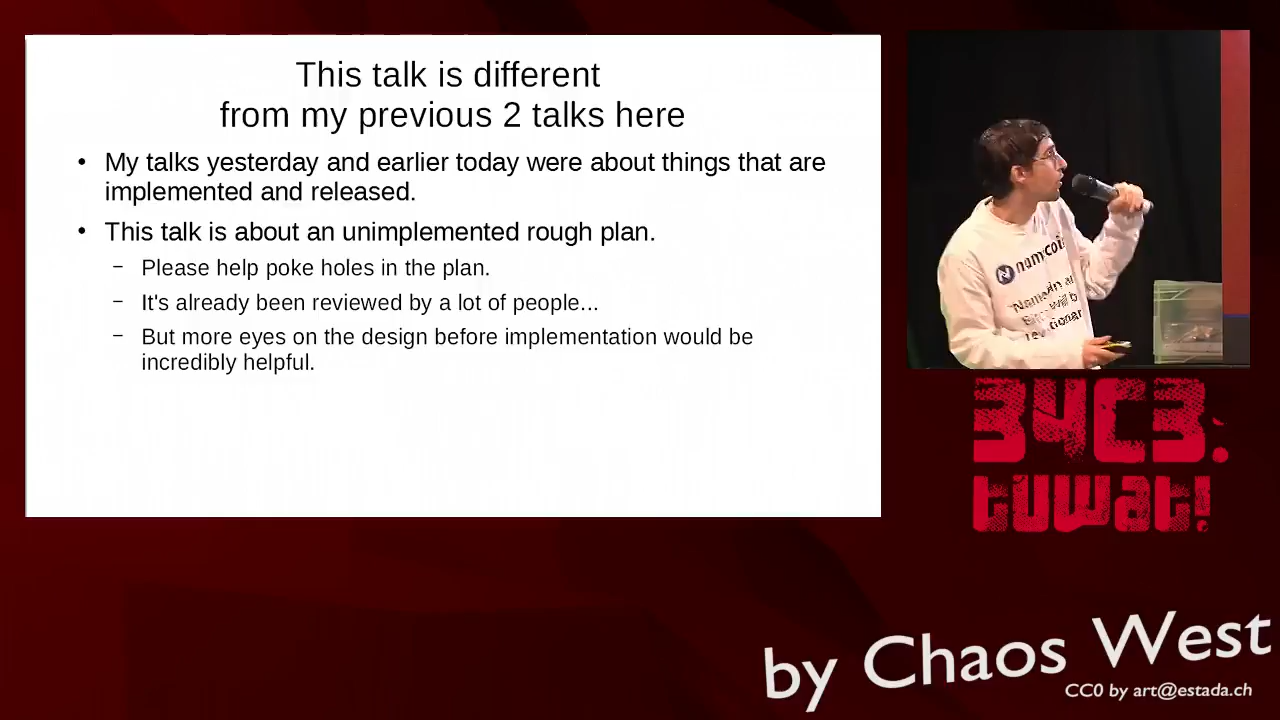 This talk is different
from my previous 2 talks here
• My talks yesterday and earlier today were about things that are
implemented and released.
• This talk is about an unimplemented rough plan.
– Please help poke holes in the plan.
– It's already been reviewed by a lot of people...
– But more eyes on the design before implementation would be
incredibly helpful.
34C3:
tuwat!
by Chaos West
CC0 by art@estada.ch